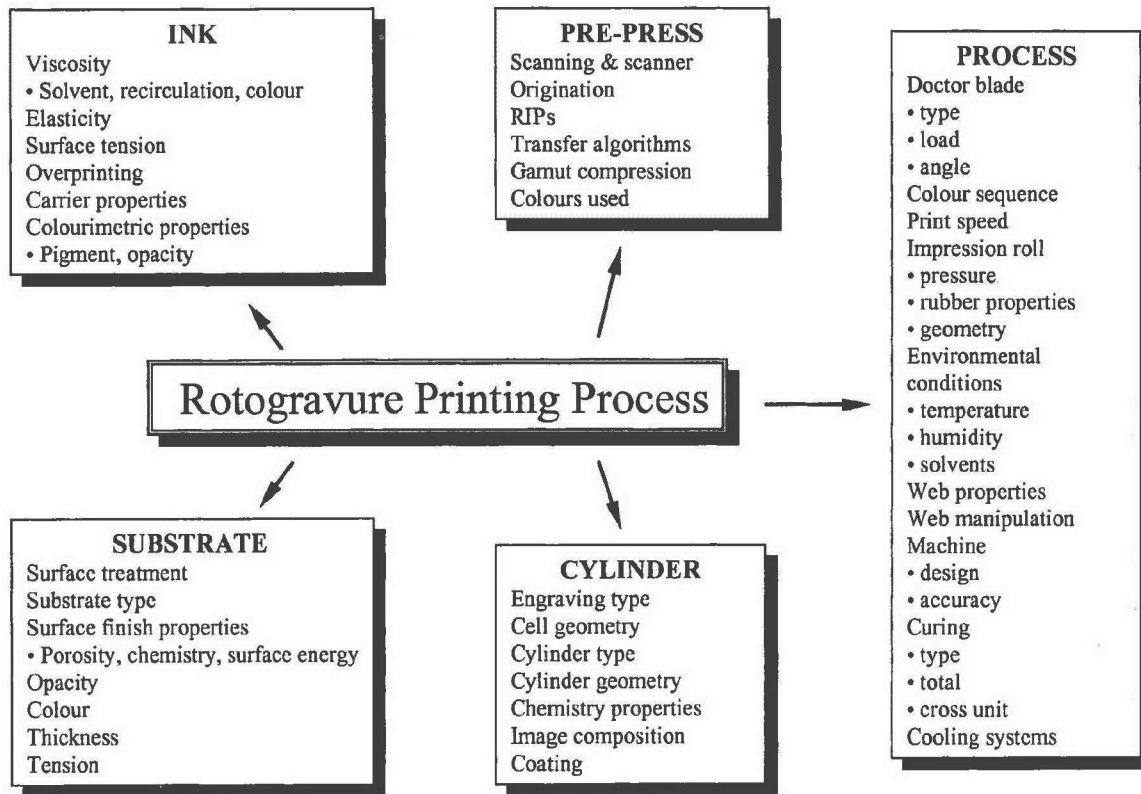 INK
Viscosity
• Solvent, recirculation, colour
Elasticity
Surface tension
Overprinting
Carrier properties
Colourimetric properties
• Pigment, opacity
PRE-PRESS
Scanning & scanner
Origination
RIPs
Transfer algorithms
Gamut compression
Colours used
PROCESS
Doctor blade
• type
• load
• angle
Colour sequence
Print speed
Impression roll
• pressure
• rubber properties
• geometry
Environmental
conditions
• temperature
• humidity
• solvents
Web properties
Web manipulation
Machine
• design
• accuracy
Curing
• type
• total
• cross unit
Cooling systems
Rotogravure Printing Process
SUBSTRATE
Surface treatment
Substrate type
Surface finish properties
• Porosity, chemistry, surface energy
Opacity
Colour
Thickness
Tension
CYLINDER
Engraving type
Cell geometry
Cylinder type
Cylinder geometry
Chemistry properties
Image composition
Coating